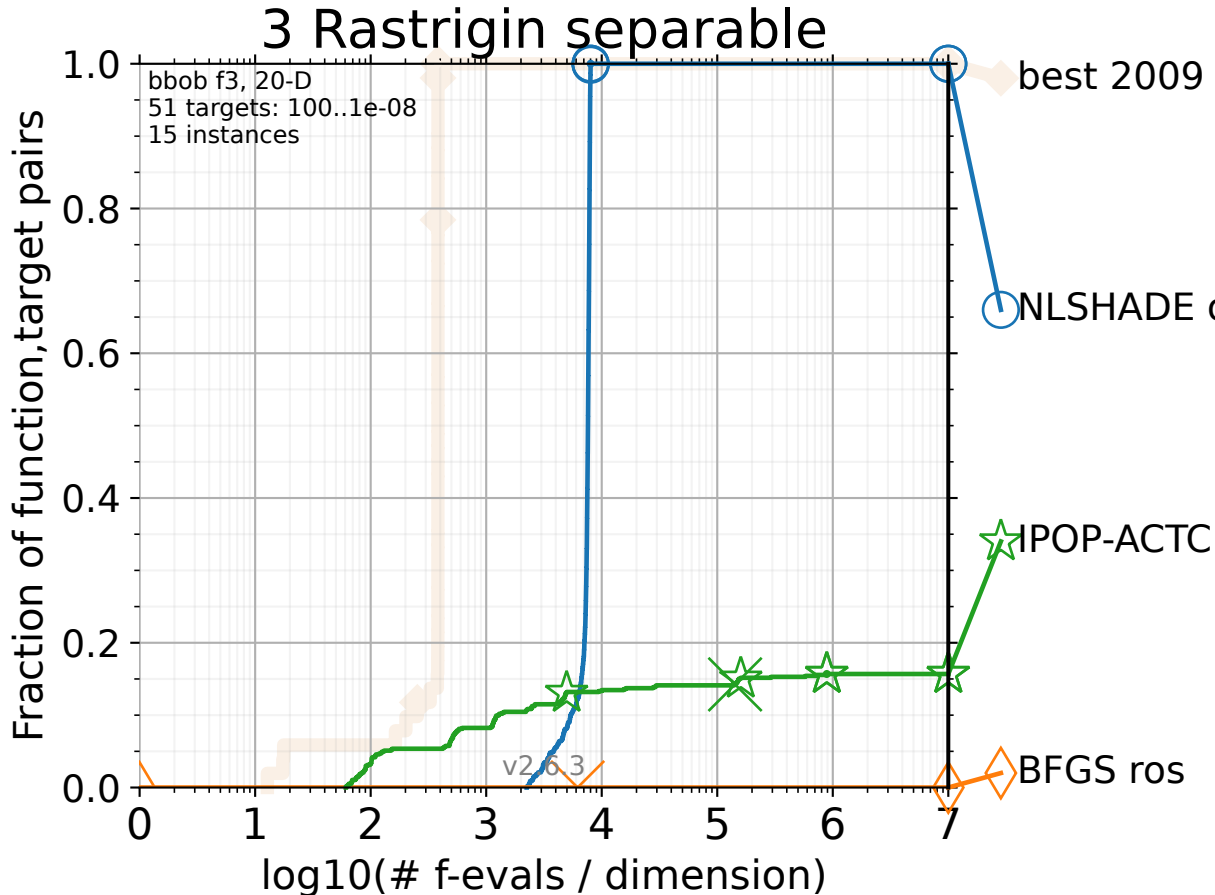 3 Rastrigin separable
bbob f3, 20-D
51 targets: 100..1e-08
15 instances
Fraction of function,target pairs
1.0
0.8
0.6
0.4
0.2
0.0
0
1
2
3
4
5
6
7
log10(# f-evals / dimension)
best 2009
NLSHADE
IPOP-ACTC
BFGS ros
v2.6.3